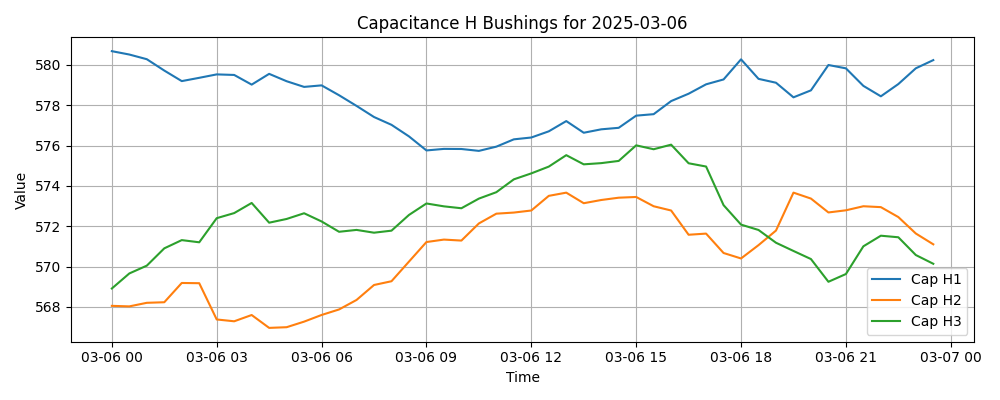 Capacitance H Bushings for 2025-03-06
Value
580
578
576
574
572
570
568
Cap H1
Cap H2
Cap H3
03-06 00 03-06 03 03-06 06 03-06 09 03-06 12 03-06 15 03-06 18 03-06 21 03-07 00
Time